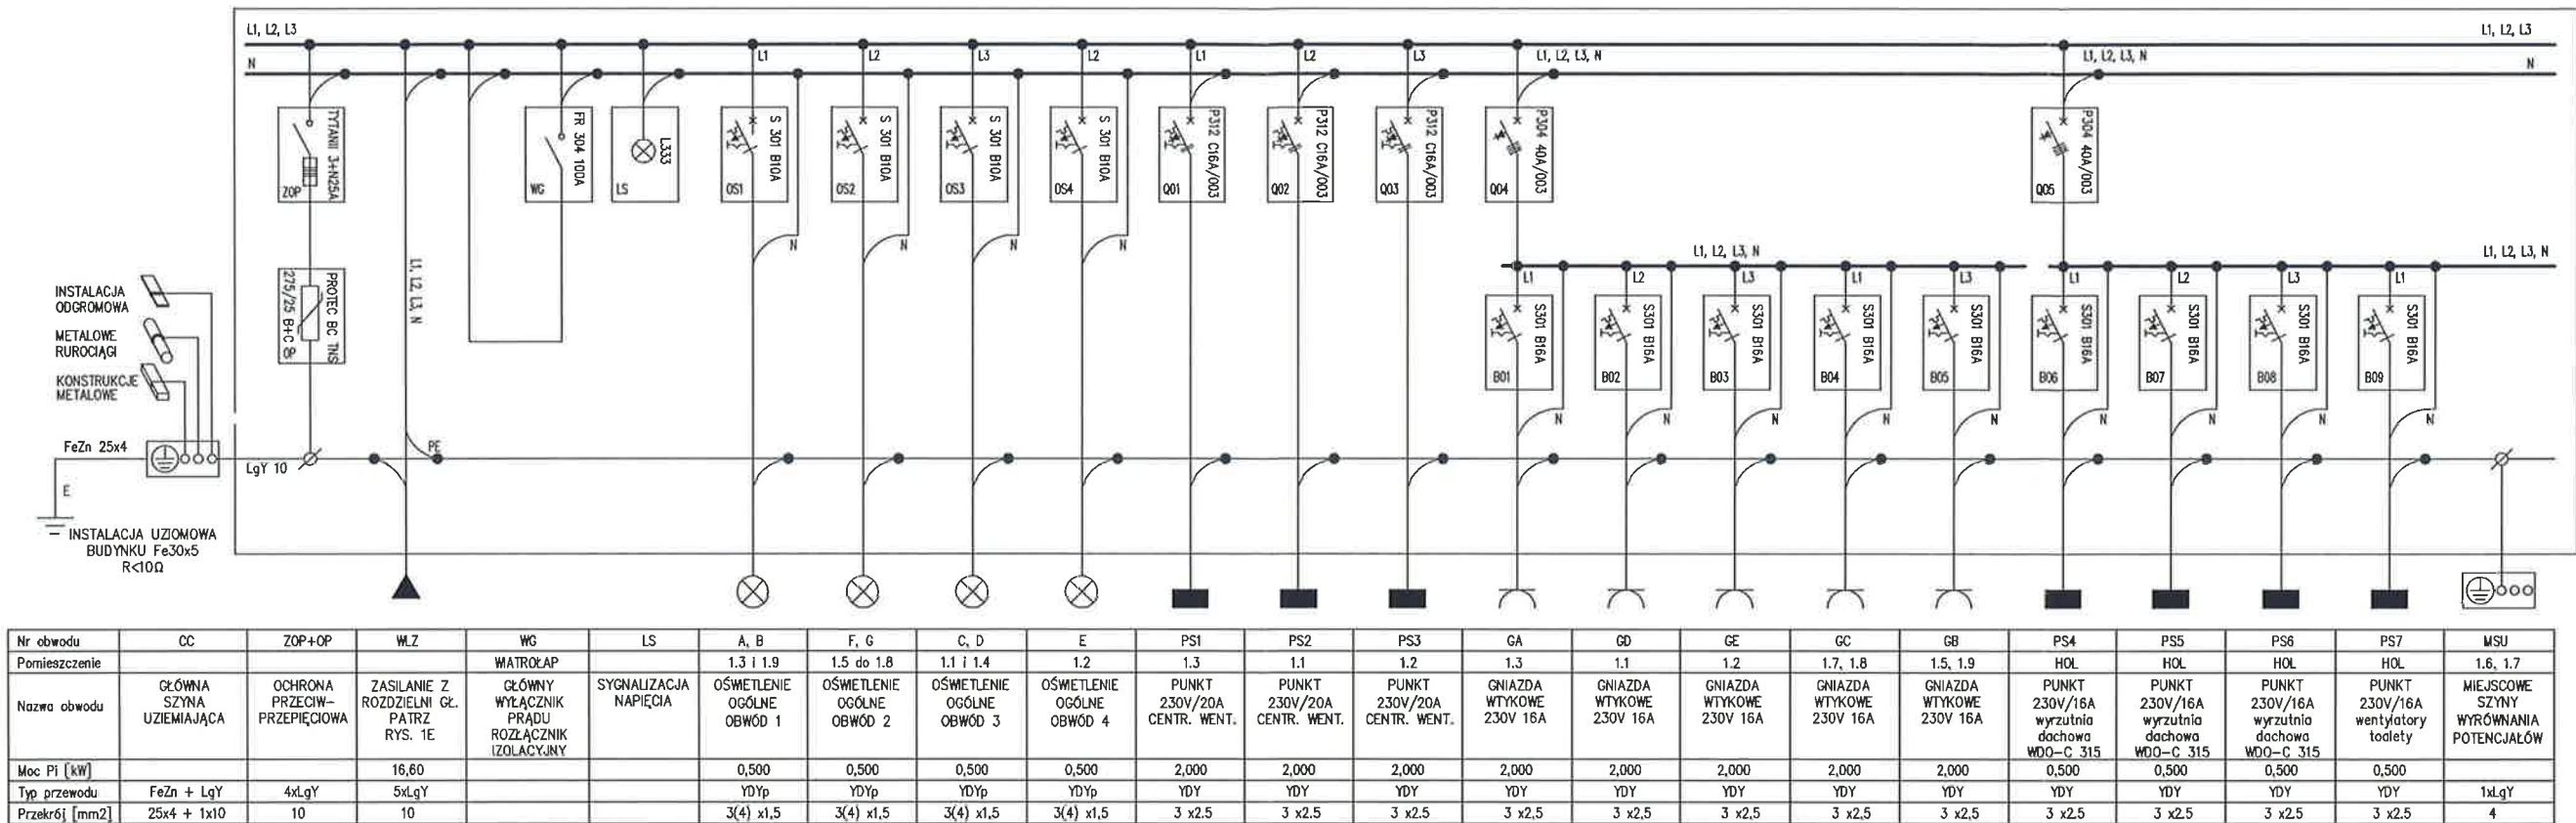 L1, L2, L3
L1, L2, L3
N
L1
L2
L3
L2
L1
L2
L3
L1, L2, L3, N
L1, L2, L3, N
N
TYTANII 3+N25A
ZOP
FR 304 100A
WG
L333
LS
S 301 B10A
OS1
S 301 B10A
OS2
S 301 B10A
OS3
S 301 B10A
OS4
P312 C16A/003
Q01
P312 C16A/003
Q02
P312 C16A/003
Q03
P304 40A/003
Q04
P304 40A/003
Q05
N
N
N
N
L1, L2, L3, N
L1, L2, L3, N
L1, L2, L3, N
PROTEC BC TNS
275/25 B+C
OP
L1
L2
L3
L1
L3
L1
L2
L3
L1
S301 B16A
B01
S301 B16A
B02
S301 B16A
B03
S301 B16A
B04
S301 B16A
B05
S301 B16A
B06
S301 B16A
B07
S301 B16A
B08
S301 B16A
B09
N
N
N
N
N
N
N
N
N
INSTALACJA
ODGROMOWA
METALOWE
RUROCIĄGI
KONSTRUKCJE
METALOWE
FeZn 25x4
LgY 10
PE
E
INSTALACJA UZIOMOWA
BUDYNKU Fe30x5
R<10Ω
Nr obwodu CC ZOP+OP WLZ WG LS A, B F, G C, D E PS1 PS2 PS3 GA GD GE GC GB PS4 PS5 PS6 PS7 MSU
Pomieszczenie WIATROŁAP 1.3 i 1.9 1.5 do 1.8 1.1 i 1.4 1.2 1.3 1.1 1.2 1.3 1.1 1.2 1.7, 1.8 1.5, 1.9 HOL HOL HOL HOL 1.6, 1.7
Nazwa obwodu
GŁÓWNA
SZYNA
UZIEMIAJĄCA
OCHRONA
PRZECIW-
PRZEPIĘCIOWA
ZASILANIE Z
ROZDZIELNI GŁ.
PATRZ
RYS. 1E
GŁÓWNY
WYŁĄCZNIK
PRĄDU
ROZŁĄCZNIK
IZOLACYJNY
SYGNALIZACJA
NAPIĘCIA
OŚWIETLENIE
OGÓLNE
OBWÓD 1
OŚWIETLENIE
OGÓLNE
OBWÓD 2
OŚWIETLENIE
OGÓLNE
OBWÓD 3
OŚWIETLENIE
OGÓLNE
OBWÓD 4
PUNKT
230V/20A
CENTR. WENT.
PUNKT
230V/20A
CENTR. WENT.
PUNKT
230V/20A
CENTR. WENT.
GNIAZDA
WTYKOWE
230V 16A
GNIAZDA
WTYKOWE
230V 16A
GNIAZDA
WTYKOWE
230V 16A
GNIAZDA
WTYKOWE
230V 16A
GNIAZDA
WTYKOWE
230V 16A
PUNKT
230V/16A
wyrzutnia
dachowa
WDO-C 315
PUNKT
230V/16A
wyrzutnia
dachowa
WDO-C 315
PUNKT
230V/16A
wyrzutnia
dachowa
WDO-C 315
PUNKT
230V/16A
wentylatory
toalety
MIEJSCOWE
SZYNY
WYRÓWNANIA
POTENCJAŁÓW
Moc Pi [kW] 16,60 0,500 0,500 0,500 0,500 2,000 2,000 2,000 2,000 2,000 2,000 2,000 2,000 0,500 0,500 0,500 0,500
Typ przewodu FeZn + LgY 4xLgY 5xLgY YDYp YDYp YDYp YDYp YDY YDY YDY YDY YDY YDY YDY YDY YDY YDY YDY YDY 1xLgY
Przekrój [mm2] 25x4 + 1x10 10 10 3(4) x1,5 3(4) x1,5 3(4) x1,5 3(4) x1,5 3 x2.5 3 x2.5 3 x2.5 3 x2,5 3 x2,5 3 x2,5 3 x2,5 3 x2,5 3 x2.5 3 x2.5 3 x2.5 3 x2.5 4